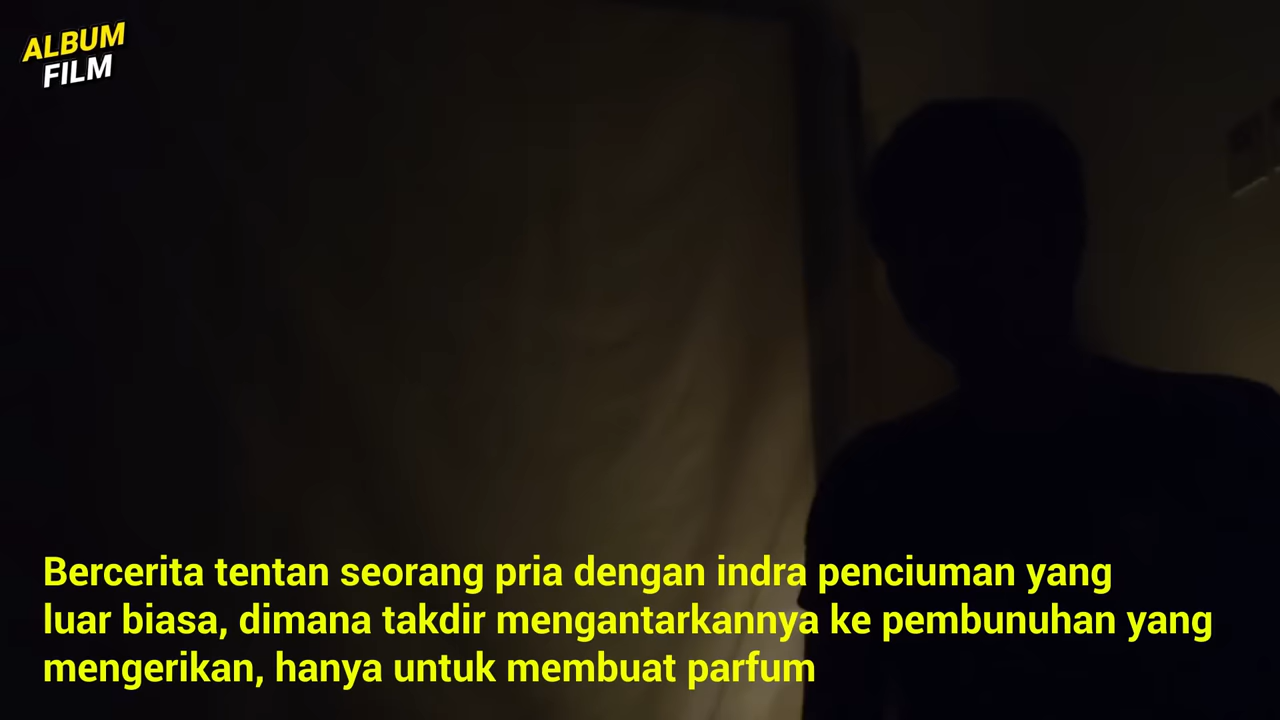 ALBUM
FILM
Bercerita tentan seorang pria dengan indra penciuman yang
luar biasa, dimana takdir mengantarkannya ke pembunuhan yang
mengerikan, hanya untuk membuat parfum